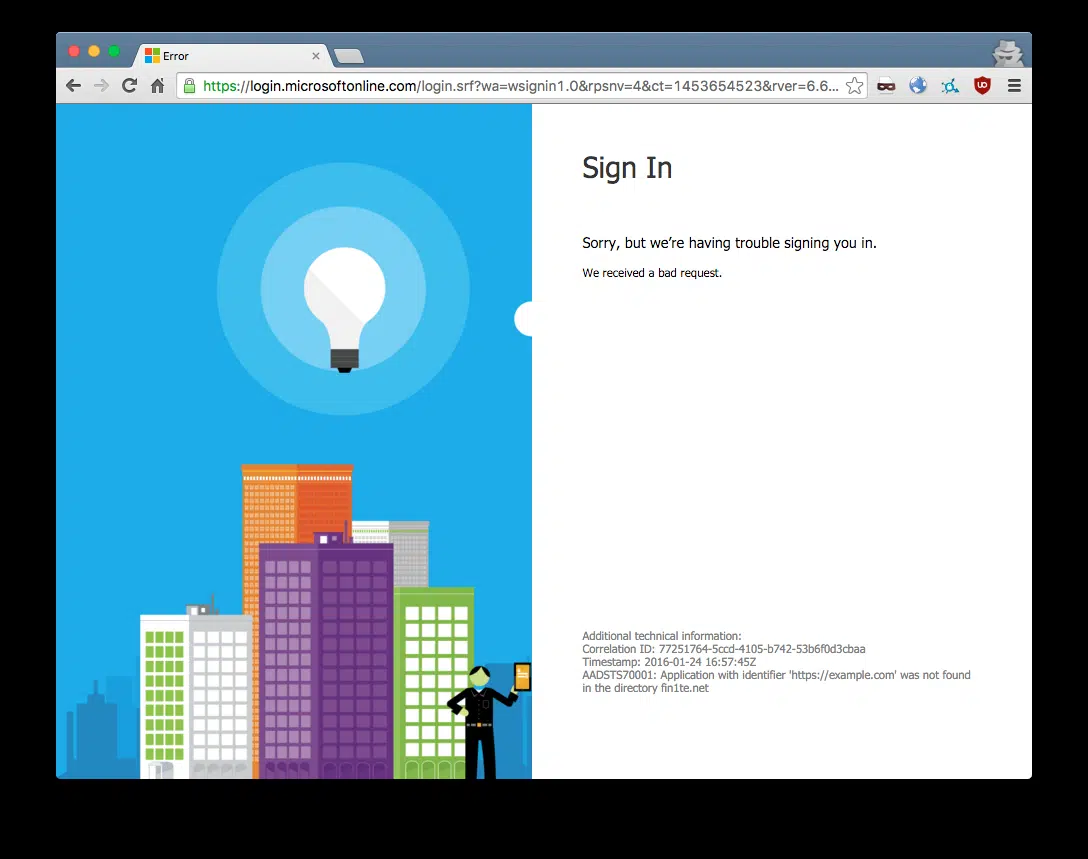 Error
https://login.microsoftonline.com/login.srf?wa=wsignin1.0&rpsnv=4&ct=1453654523&rver=6.6...
Sign In
Sorry, but we’re having trouble signing you in.
We received a bad request.
Additional technical information:
Correlation ID: 77251764-5ccd-4105-b742-53b6f0d3cbaa
Timestamp: 2016-01-24 16:57:45Z
AADSTS70001: Application with identifier 'https://example.com' was not found
in the directory fin1te.net